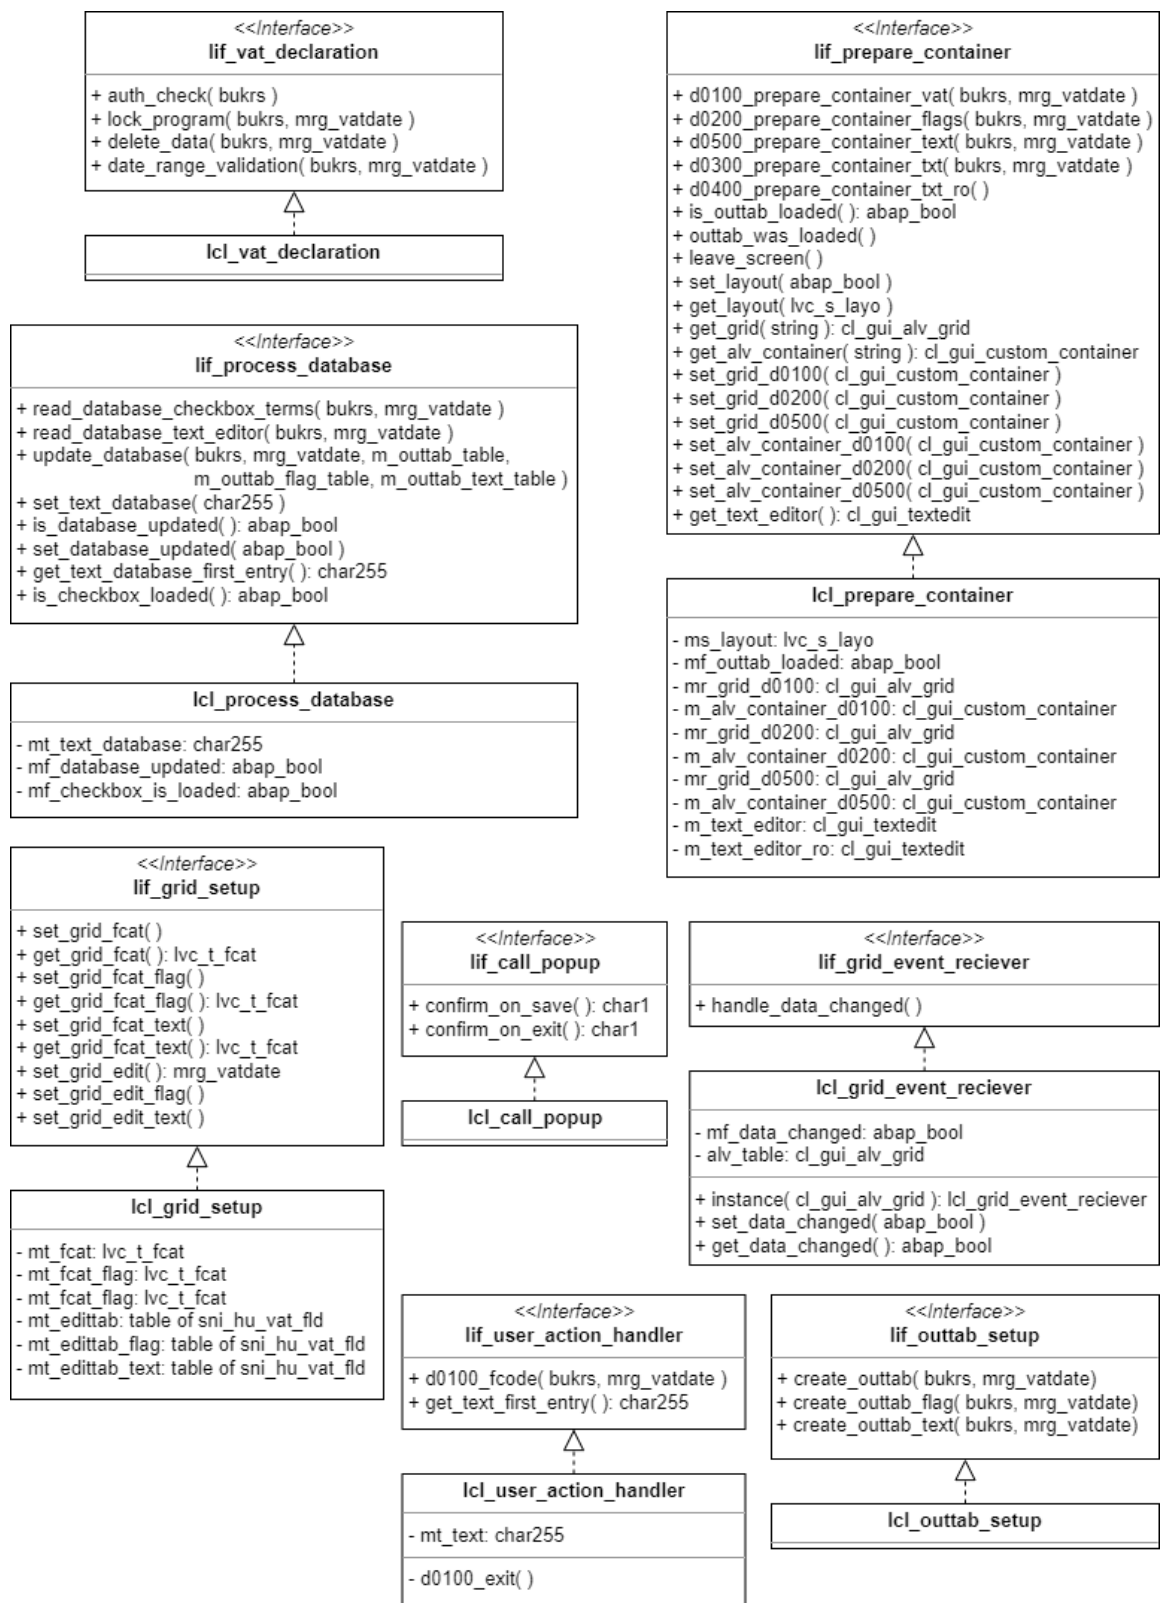 <<Interface>>
lif_vat_declaration
+ auth_check( bukrs )
+ lock_program( bukrs, mrg_vatdate )
+ delete_data( bukrs, mrg_vatdate )
+ date_range_validation( bukrs, mrg_vatdate )
lcl_vat_declaration
<<Interface>>
lif_prepare_container
+ d0100_prepare_container_vat( bukrs, mrg_vatdate )
+ d0200_prepare_container_flags( bukrs, mrg_vatdate )
+ d0500_prepare_container_text( bukrs, mrg_vatdate )
+ d0300_prepare_container_txt( bukrs, mrg_vatdate )
+ d0400_prepare_container_txt_ro( )
+ is_outtab_loaded( ): abap_bool
+ outtab_was_loaded( )
+ leave_screen( )
+ set_layout( abap_bool )
+ get_layout( lvc_s_layo )
+ get_grid( string ): cl_gui_alv_grid
+ get_alv_container( string ): cl_gui_custom_container
+ set_grid_d0100( cl_gui_custom_container )
+ set_grid_d0200( cl_gui_custom_container )
+ set_grid_d0500( cl_gui_custom_container )
+ set_alv_container_d0100( cl_gui_custom_container )
+ set_alv_container_d0200( cl_gui_custom_container )
+ set_alv_container_d0500( cl_gui_custom_container )
+ get_text_editor( ): cl_gui_textedit
lcl_prepare_container
- ms_layout: lvc_s_layo
- mf_outtab_loaded: abap_bool
- mr_grid_d0100: cl_gui_alv_grid
- m_alv_container_d0100: cl_gui_custom_container
- mr_grid_d0200: cl_gui_alv_grid
- m_alv_container_d0200: cl_gui_custom_container
- mr_grid_d0500: cl_gui_alv_grid
- m_alv_container_d0500: cl_gui_custom_container
- m_text_editor: cl_gui_textedit
- m_text_editor_ro: cl_gui_textedit
<<Interface>>
lif_process_database
+ read_database_checkbox_terms( bukrs, mrg_vatdate )
+ read_database_text_editor( bukrs, mrg_vatdate )
+ update_database( bukrs, mrg_vatdate, m_outtab_table,
m_outtab_flag_table, m_outtab_text_table )
+ set_text_database( char255 )
+ is_database_updated( ): abap_bool
+ set_database_updated( abap_bool )
+ get_text_database_first_entry( ): char255
+ is_checkbox_loaded( ): abap_bool
lcl_process_database
- mt_text_database: char255
- mf_database_updated: abap_bool
- mf_checkbox_is_loaded: abap_bool
<<Interface>>
lif_grid_setup
+ set_grid_fcat( )
+ get_grid_fcat( ): lvc_t_fcat
+ set_grid_fcat_flag( )
+ get_grid_fcat_flag( ): lvc_t_fcat
+ set_grid_fcat_text( )
+ get_grid_fcat_text( ): lvc_t_fcat
+ set_grid_edit( ): mrg_vatdate
+ set_grid_edit_flag( )
+ set_grid_edit_text( )
lcl_grid_setup
- mt_fcat: lvc_t_fcat
- mt_fcat_flag: lvc_t_fcat
- mt_fcat_flag: lvc_t_fcat
- mt_edittab: table of sni_hu_vat_fld
- mt_edittab_flag: table of sni_hu_vat_fld
- mt_edittab_text: table of sni_hu_vat_fld
<<Interface>>
lif_call_popup
+ confirm_on_save( ): char1
+ confirm_on_exit( ): char1
lcl_call_popup
<<Interface>>
lif_grid_event_reciever
+ handle_data_changed( )
lcl_grid_event_reciever
- mf_data_changed: abap_bool
- alv_table: cl_gui_alv_grid
+ instance( cl_gui_alv_grid ): lcl_grid_event_reciever
+ set_data_changed( abap_bool )
+ get_data_changed( ): abap_bool
<<Interface>>
lif_user_action_handler
+ d0100_fcode( bukrs, mrg_vatdate )
+ get_text_first_entry( ): char255
lcl_user_action_handler
- mt_text: char255
- d0100_exit( )
<<Interface>>
lif_outtab_setup
+ create_outtab( bukrs, mrg_vatdate)
+ create_outtab_flag( bukrs, mrg_vatdate)
+ create_outtab_text( bukrs, mrg_vatdate)
lcl_outtab_setup